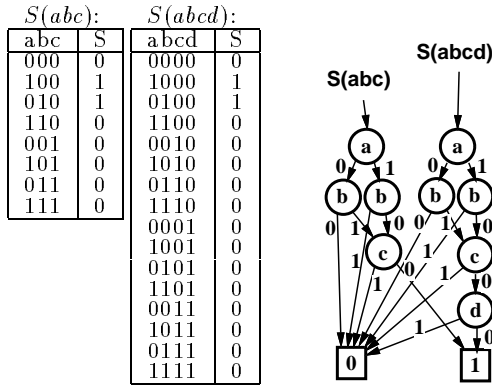 S(abc): S(abcd):
abc S abcd S
000 0 0000 0
100 1 1000 1
010 1 0100 1
110 0 1100 0
001 0 0010 0
101 0 1010 0
011 0 0110 0
111 0 1110 0
0001 0
1001 0
0101 0
1101 0
0011 0
1011 0
0111 0
1111 0
S(abcd)
S(abc)
a a
0 1 0 1
b b b b
0 1 0 0 1 0
c c
1 1 0 0 1 1 0
d
1 0
0 1